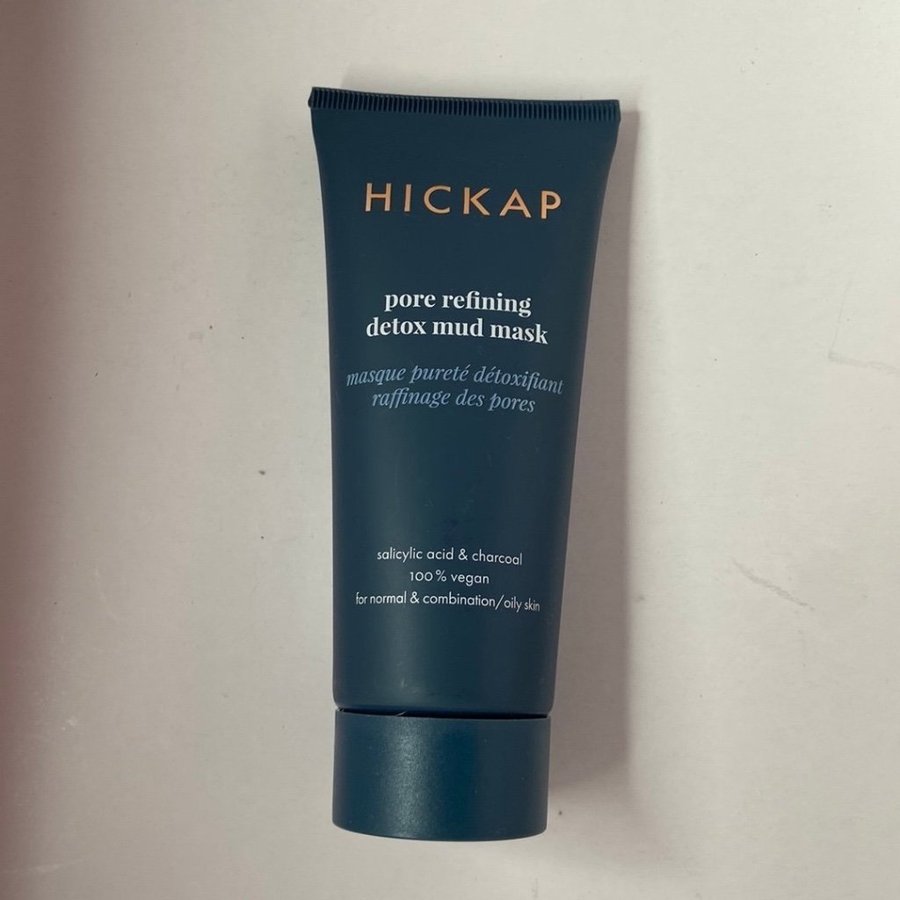 HICKAP
pore refining
detox mud mask
masque pureté détoxifiant
raffinage des pores
salicylic acid & charcoal
100% vegan
for normal & combination/oily skin